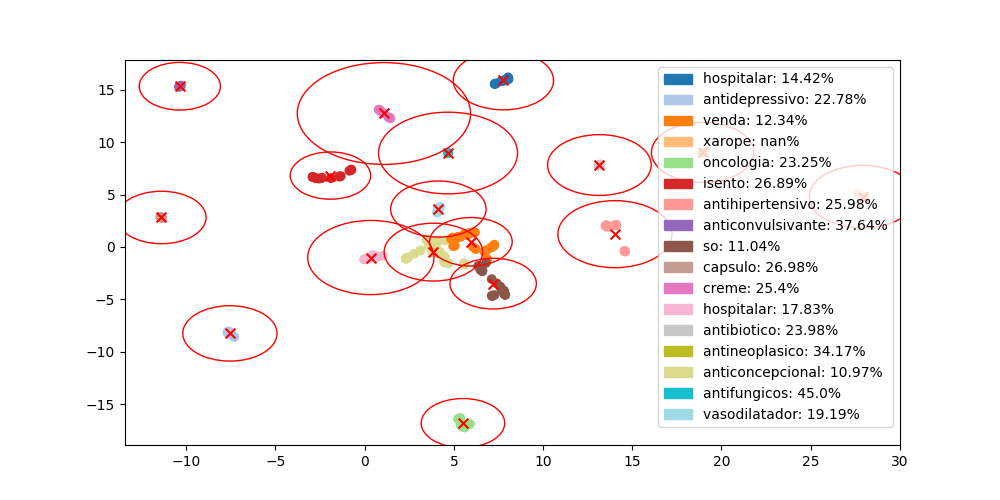 15
10
5
0
−5
−10
−15
−10
−5
0
5
10
15
20
25
30
hospitalar: 14.42%
antidepressivo: 22.78%
venda: 12.34%
xarope: nan%
oncologia: 23.25%
isento: 26.89%
antihipertensivo: 25.98%
anticonvulsivante: 37.64%
so: 11.04%
capsulo: 26.98%
creme: 25.4%
hospitalar: 17.83%
antibiotico: 23.98%
antineoplasico: 34.17%
anticoncepcional: 10.97%
antifungicos: 45.0%
vasodilatador: 19.19%